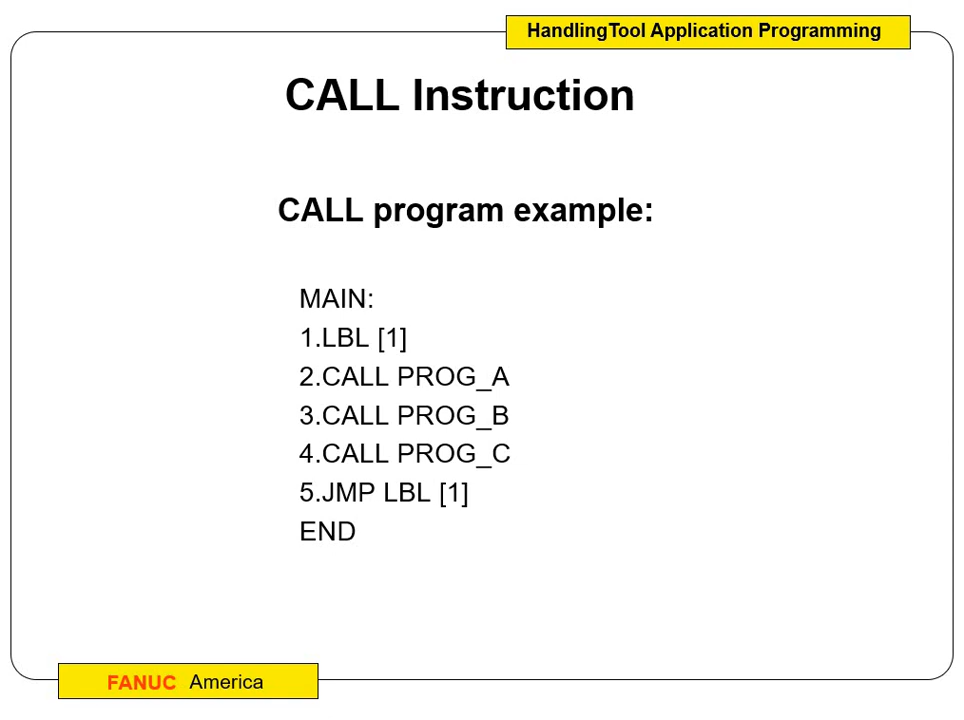 HandlingTool Application Programming
CALL Instruction
CALL program example:
MAIN:
1.LBL [1]
2.CALL PROG_A
3.CALL PROG_B
4.CALL PROG_C
5.JMP LBL [1]
END
FANUC America